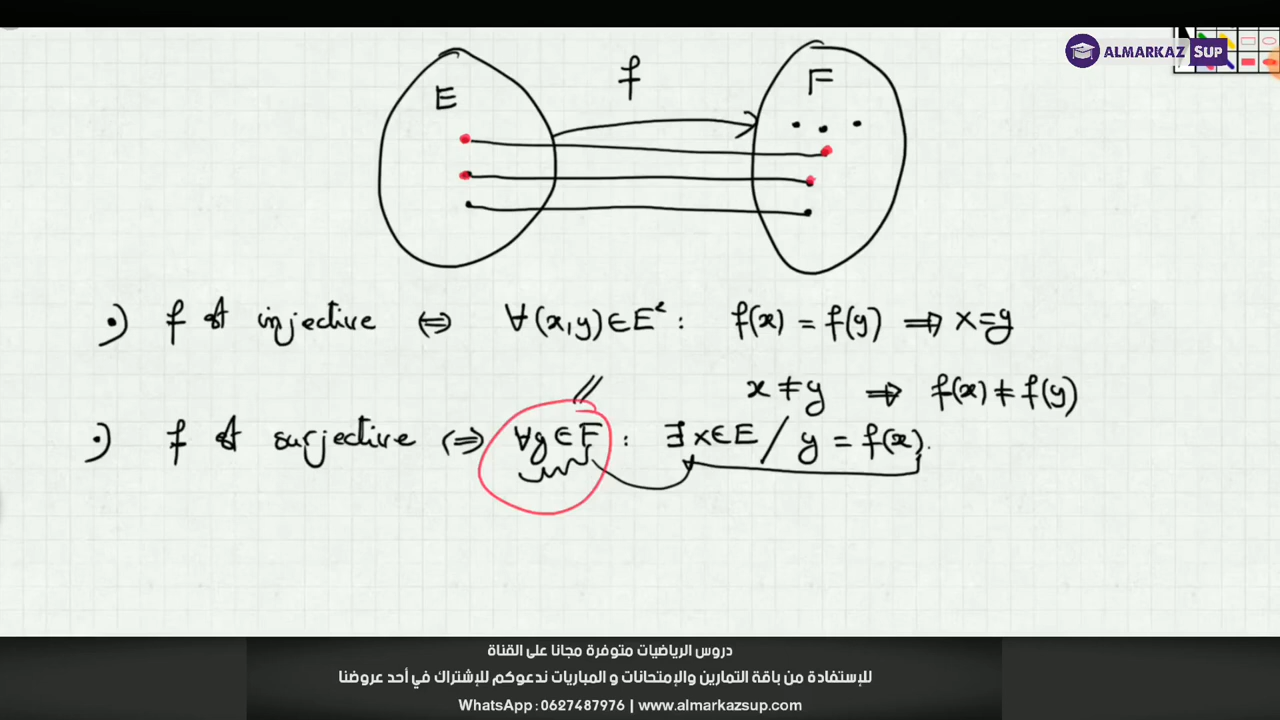 ALMARKAZ SUP
E f F
•) f est injective ⇔ ∀(x,y)∈E² : f(x) = f(y) ⇒ x=y
// x ≠ y ⇒ f(x) ≠ f(y)
•) f est surjective ⇔ ∀y∈F : ∃ x∈E / y = f(x).
دروس الرياضيات متوفرة مجانا على القناة
للإستفادة من باقة التمارين والإمتحانات و المباريات ندعوكم للإشتراك في أحد عروضنا
WhatsApp : 0627487976 | www.almarkazsup.com